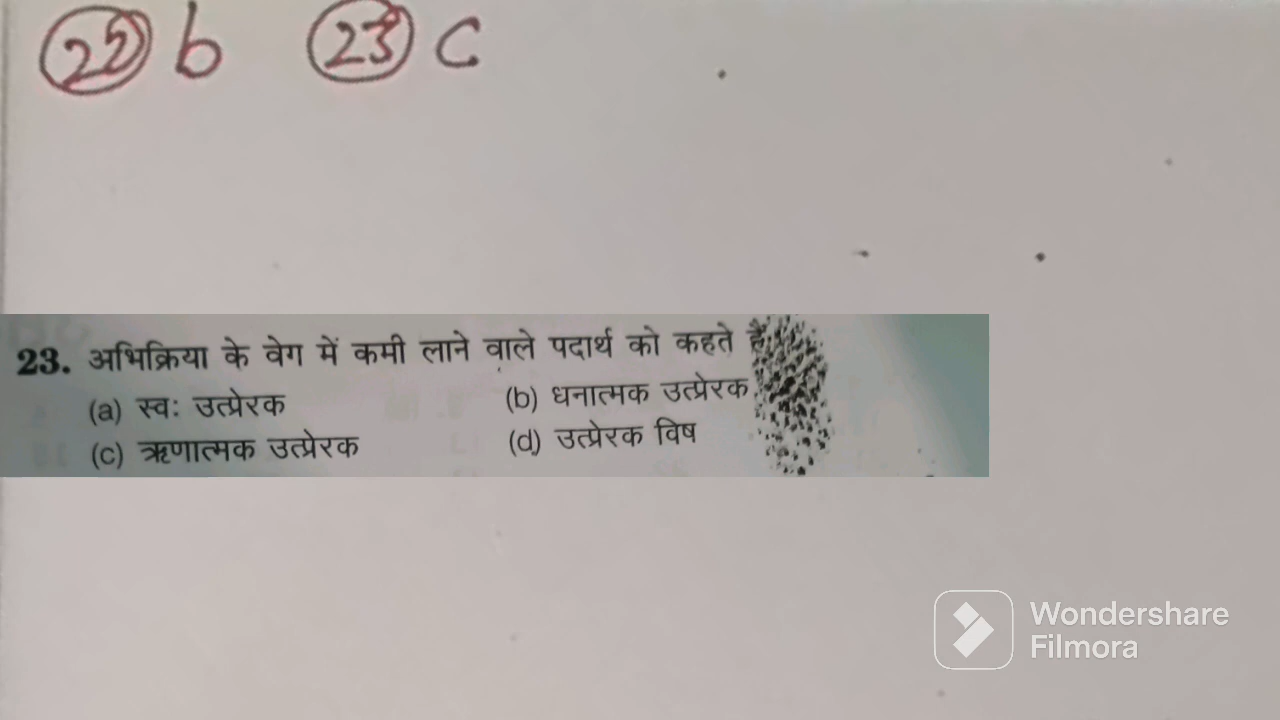 22 b 23 c
23. अभिक्रिया के वेग में कमी लाने वाले पदार्थ को कहते हैं
(a) स्वः उत्प्रेरक (b) धनात्मक उत्प्रेरक
(c) ऋणात्मक उत्प्रेरक (d) उत्प्रेरक विष
Wondershare
Filmora